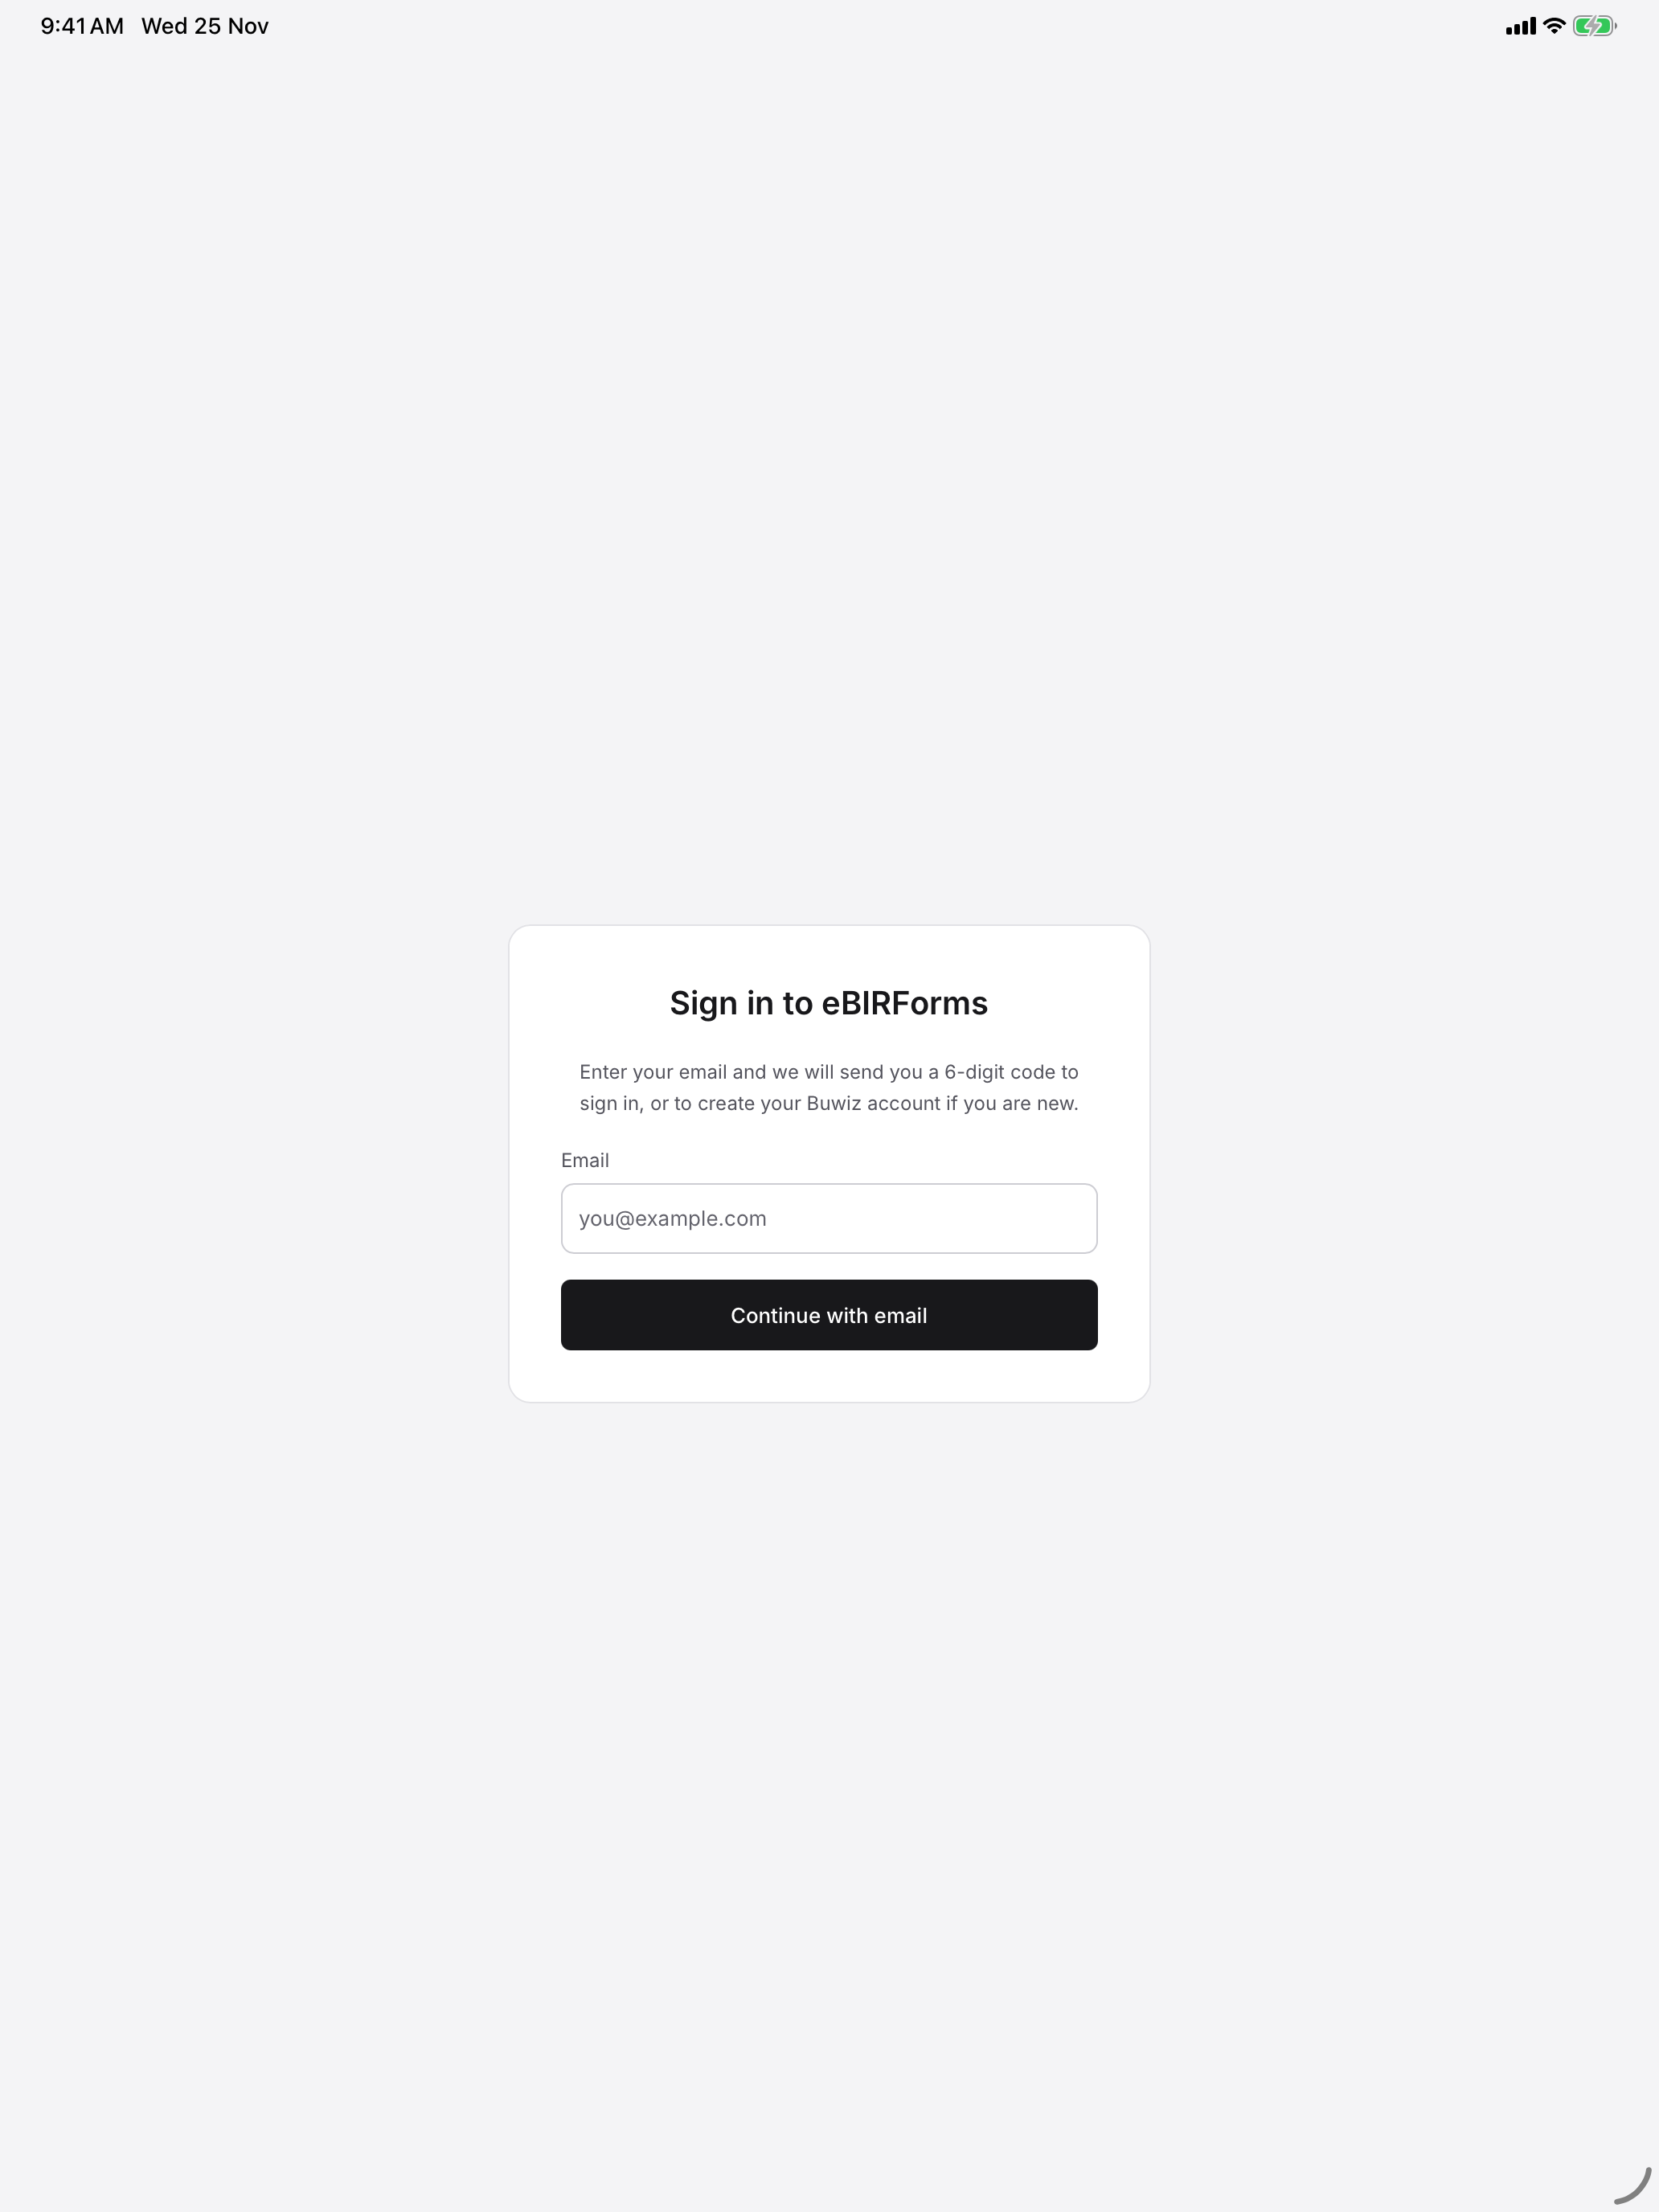 9:41 AM Wed 25 Nov
Sign in to eBIRForms
Enter your email and we will send you a 6-digit code to
sign in, or to create your Buwiz account if you are new.
Email
you@example.com
Continue with email